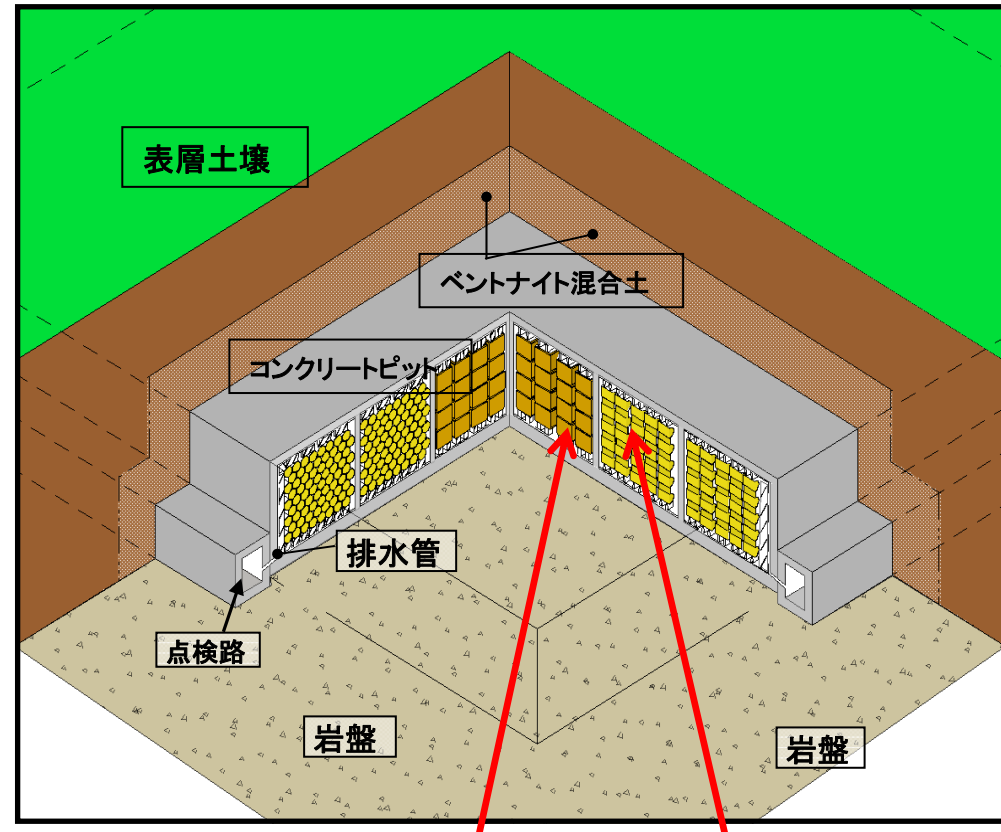 表層土壌
ベントナイト混合土
コンクリートピット
排水管
点検路
岩盤
岩盤